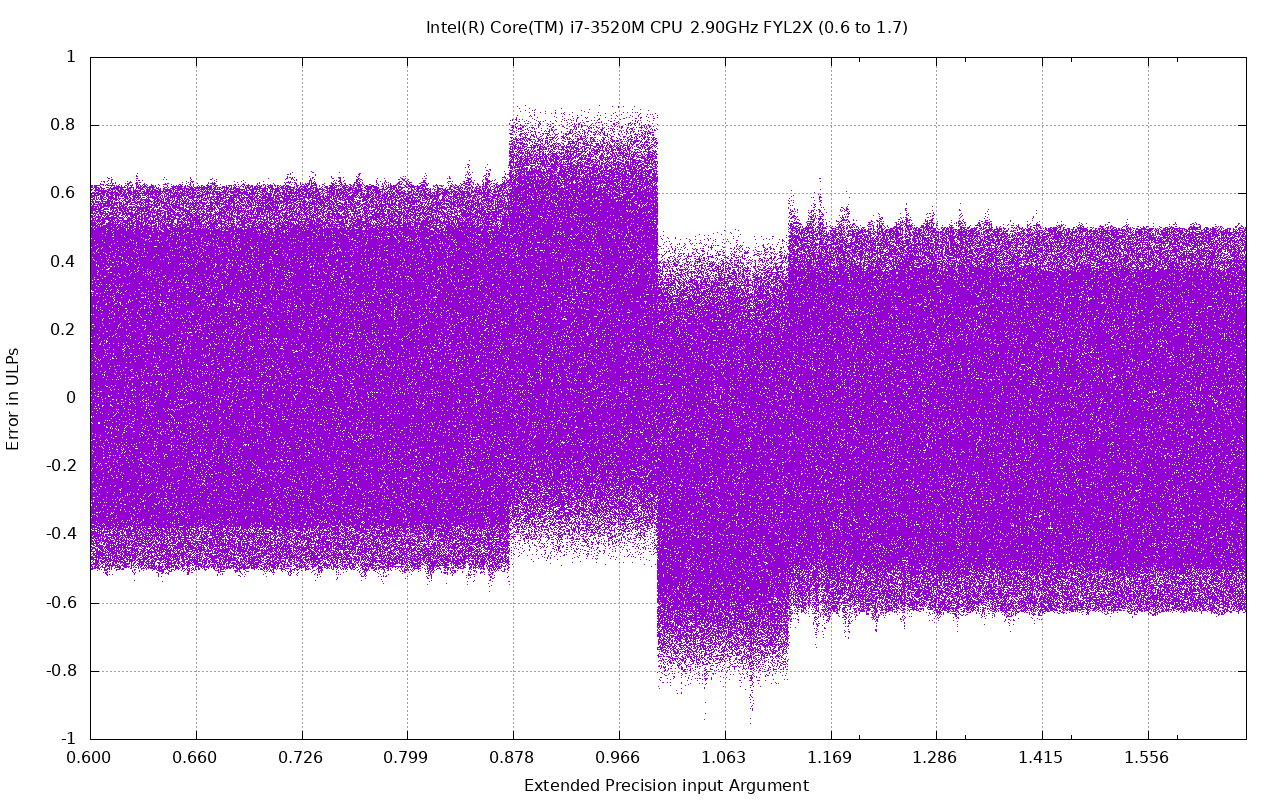 Intel(R) Core(TM) i7-3520M CPU 2.90GHz FYL2X (0.6 to 1.7)
1
0.8
0.6
0.4
0.2
0
-0.2
-0.4
-0.6
-0.8
-1
Error in ULPs
0.600 0.660 0.726 0.799 0.878 0.966 1.063 1.169 1.286 1.415 1.556
Extended Precision input Argument